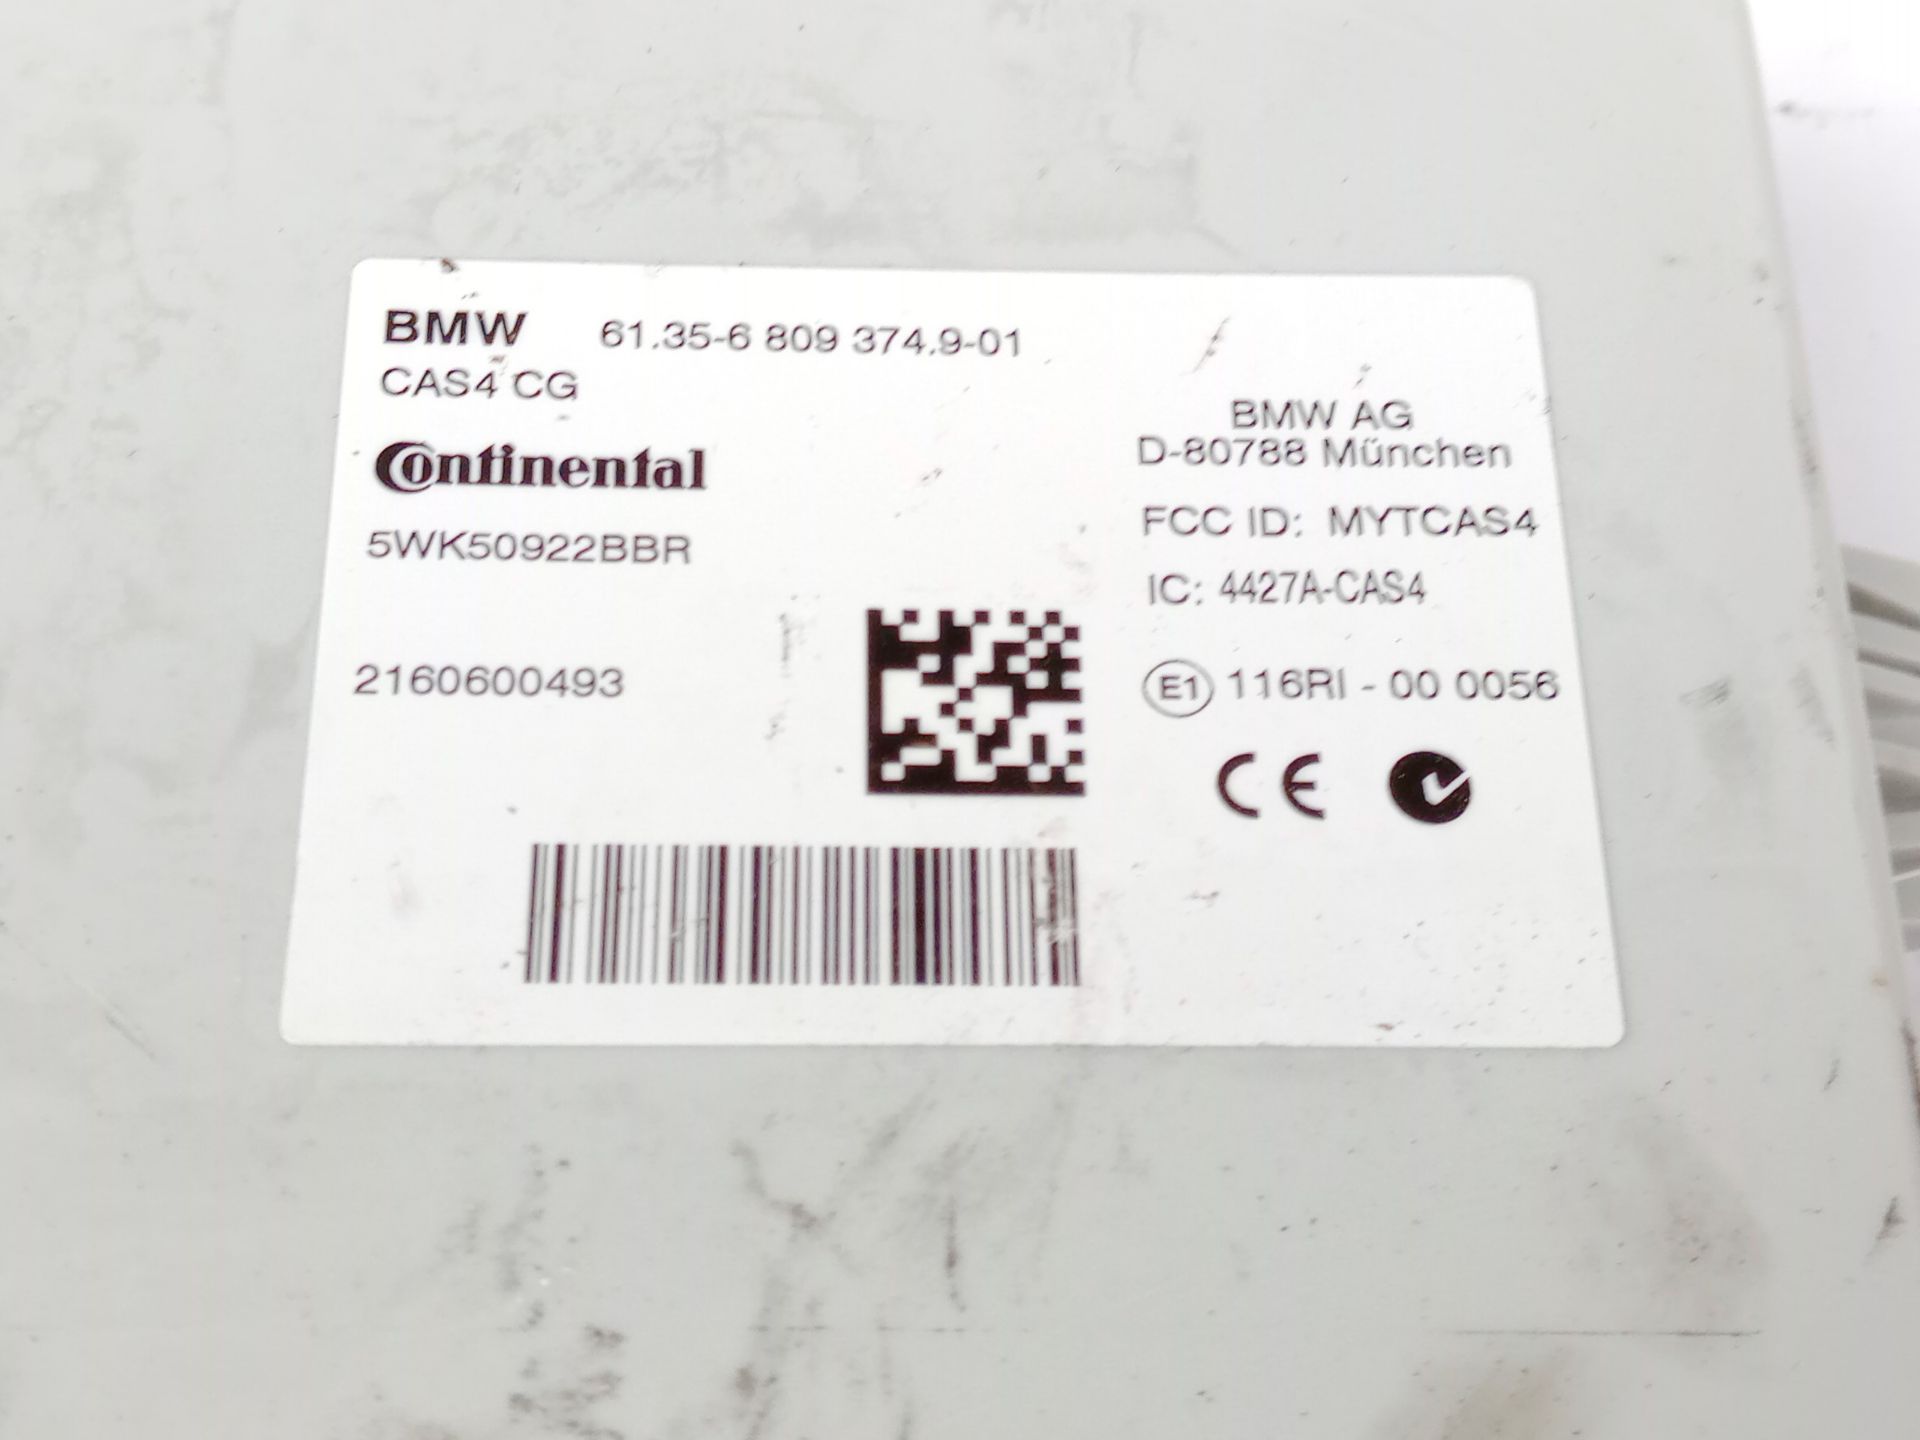 BMW 61.35-6 809 374.9-01
CAS4 CG
Continental
5WK50922BBR
2160600493
BMW AG
D-80788 München
FCC ID: MYTCAS4
IC: 4427A-CAS4
E1 116RI - 00 0056
CE